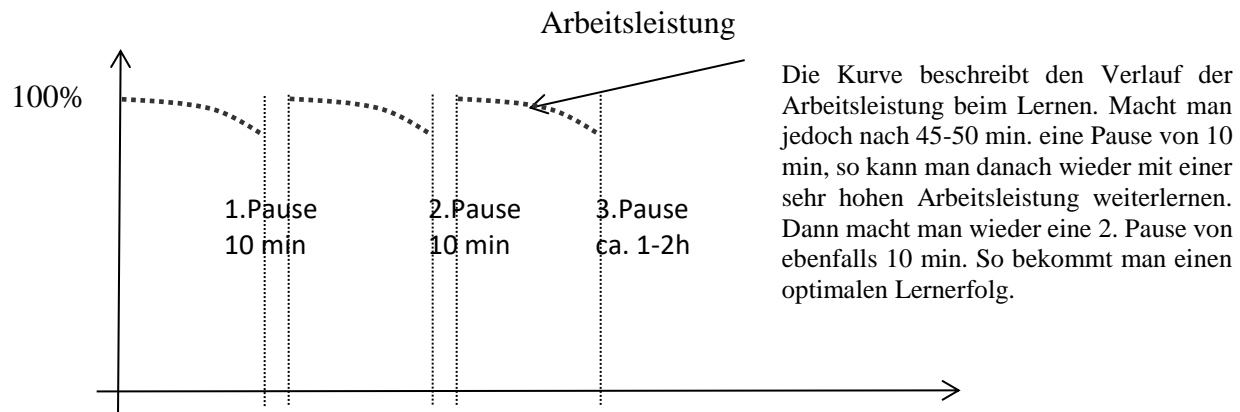 Arbeitsleistung
100%
1.Pause
10 min
2.Pause
10 min
3.Pause
ca. 1-2h
Die Kurve beschreibt den Verlauf der
Arbeitsleistung beim Lernen. Macht man
jedoch nach 45-50 min. eine Pause von 10
min, so kann man danach wieder mit einer
sehr hohen Arbeitsleistung weiterlernen.
Dann macht man wieder eine 2. Pause von
ebenfalls 10 min. So bekommt man einen
optimalen Lernerfolg.